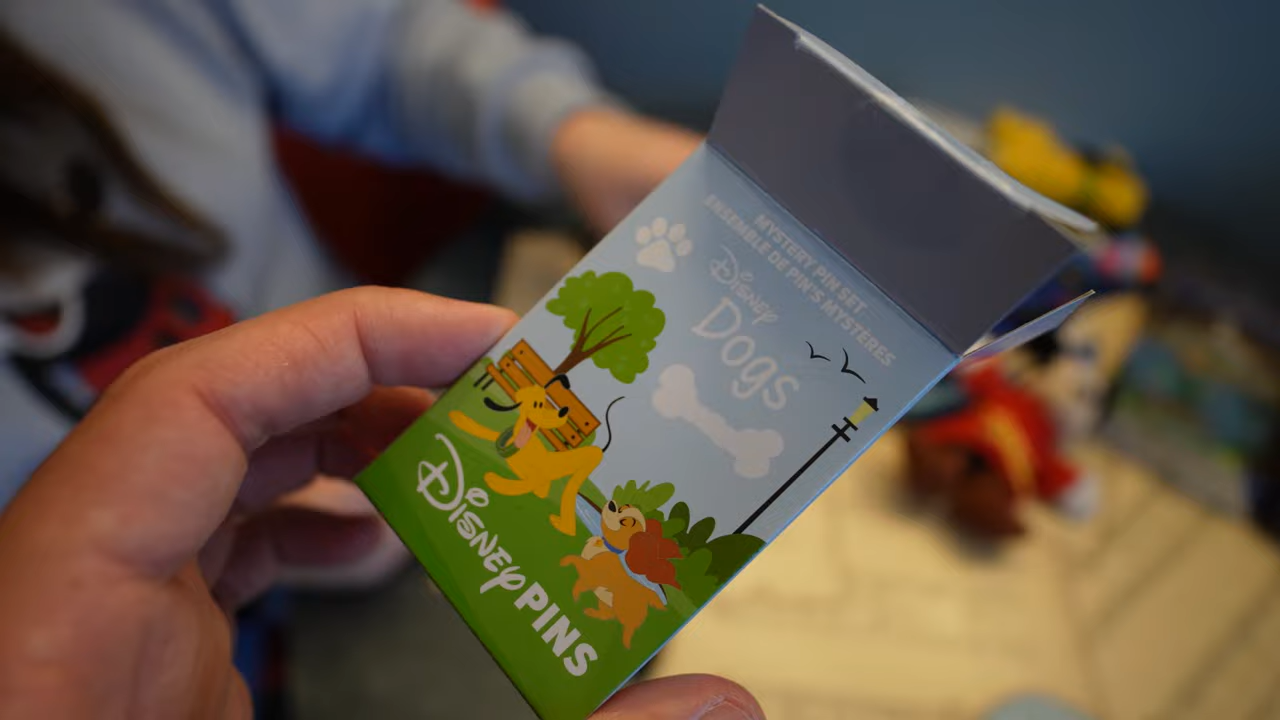 MYSTERY PIN SET
ENSEMBLE DE PIN'S MYSTÈRES
Disney
Dogs
Disney PINS